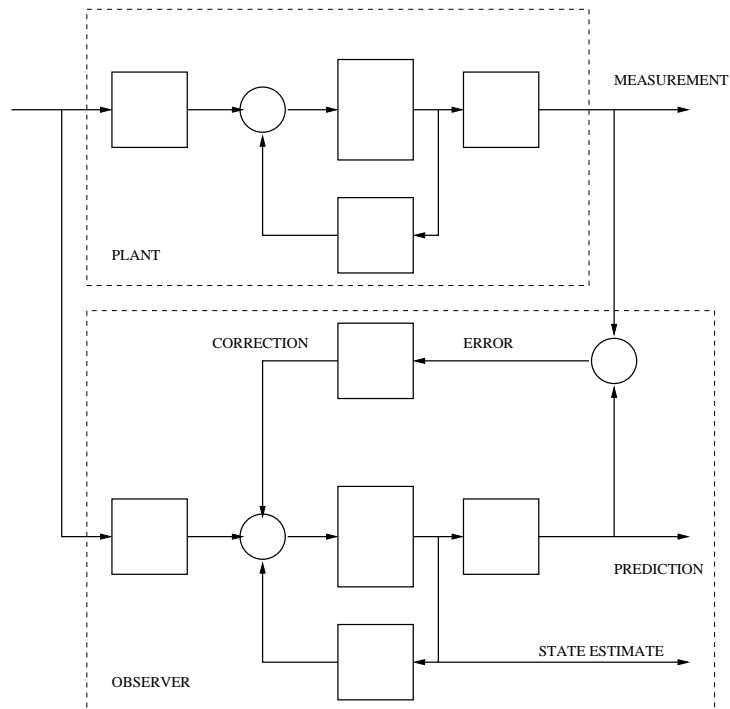 MEASUREMENT
PLANT
CORRECTION
ERROR
PREDICTION
STATE ESTIMATE
OBSERVER